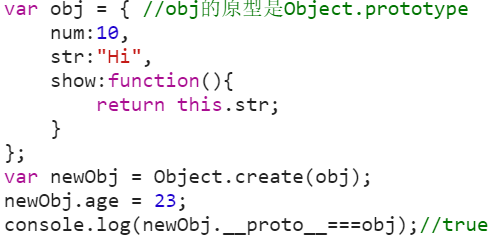 var obj = { //obj的原型是Object.prototype
    num:10,
    str:"Hi",
    show:function(){
        return this.str;
    }
};
var newObj = Object.create(obj);
newObj.age = 23;
console.log(newObj.__proto__===obj);//true